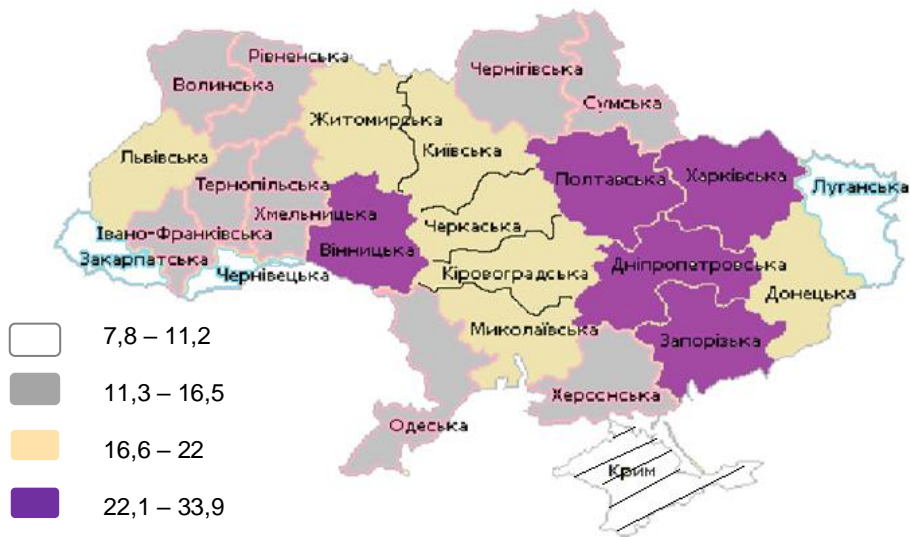 Рівненська
Волинська
Чернігівська
Сумська
Житомирська
Київська
Львівська
Тернопільська
Хмельницька
Полтавська
Харківська
Луганська
Івано-Франківська
Вінницька
Черкаська
Закарпатська
Чернівецька
Кіровоградська
Дніпропетровська
Донецька
Миколаївська
Запорізька
Херсонська
Одеська
Крим
7,8 – 11,2
11,3 – 16,5
16,6 – 22
22,1 – 33,9